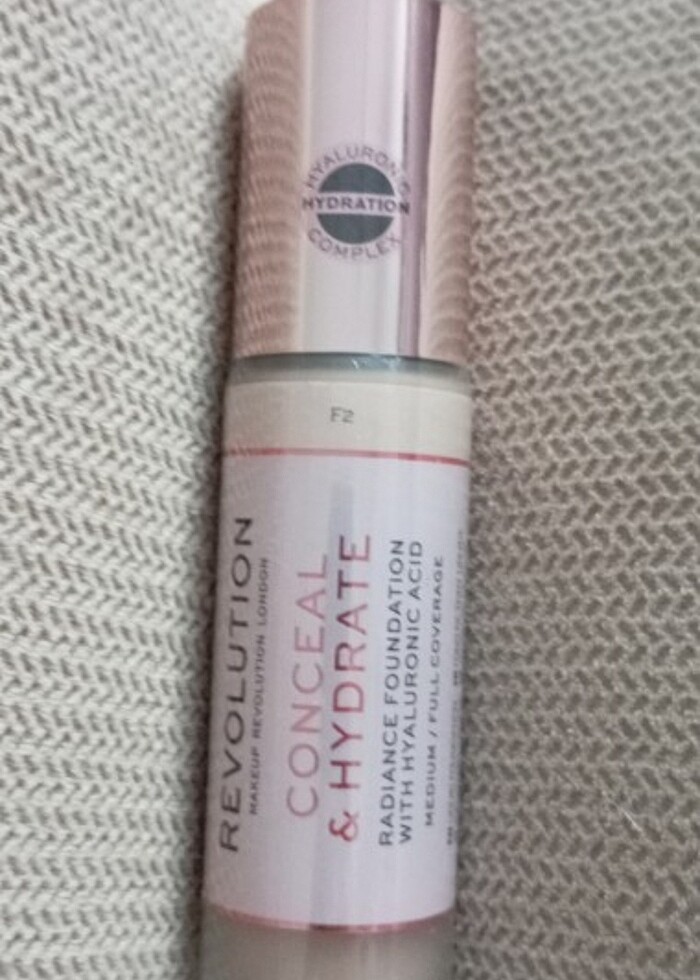 HYALURONIC
HYDRATION
COMPLEX
F2
REVOLUTION
MAKEUP REVOLUTION LONDON
CONCEAL
& HYDRATE
RADIANCE FOUNDATION
WITH HYALURONIC ACID
MEDIUM / FULL COVERAGE